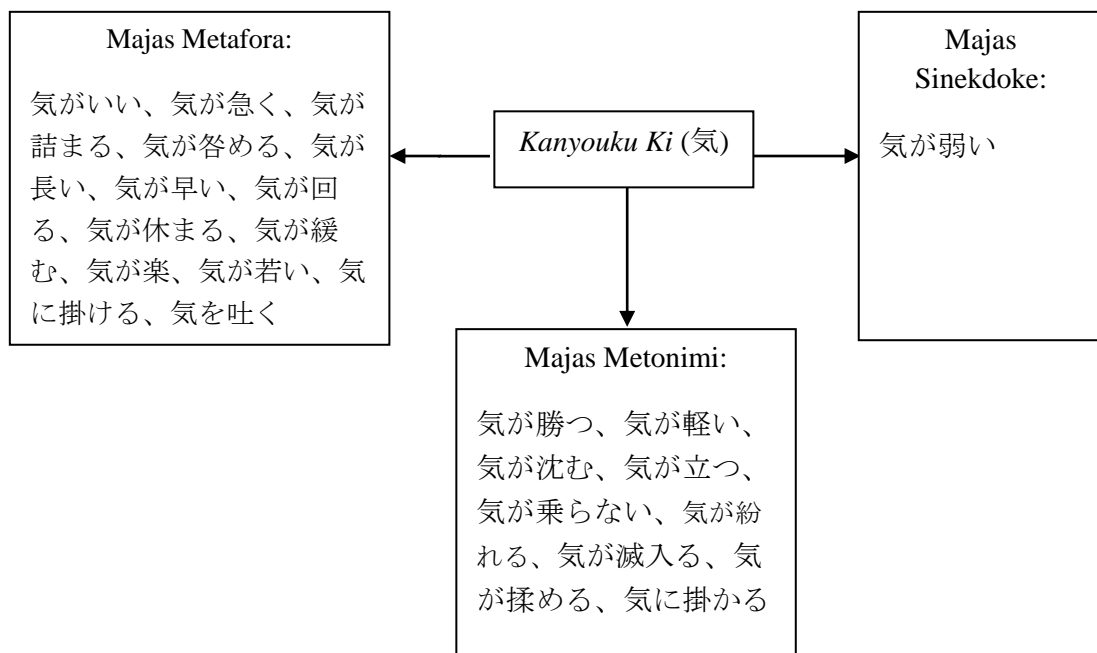 Majas Metafora:
気がいい、気が急く、気が
詰まる、気が咎める、気が
長い、気が早い、気が回
る、気が休まる、気が緩
む、気が楽、気が若い、気
に掛ける、気を吐く
Kanyouku Ki (気)
Majas
Sinekdoke:
気が弱い
Majas Metonimi:
気が勝つ、気が軽い、
気が沈む、気が立つ、
気が乗らない、気が紛
れる、気が滅入る、気
が揉める、気に掛かる